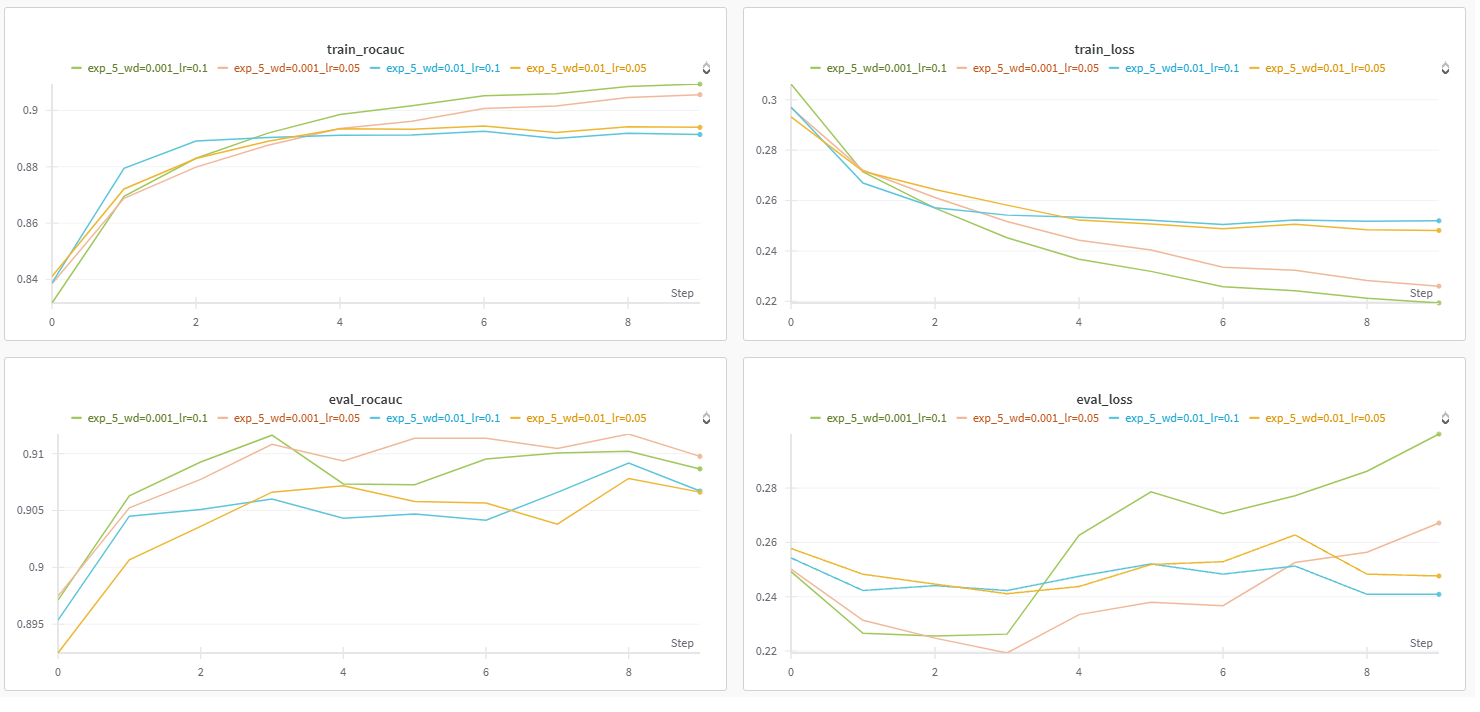 train_rocauc
exp_5_wd=0.001_lr=0.1 exp_5_wd=0.001_lr=0.05 exp_5_wd=0.01_lr=0.1 exp_5_wd=0.01_lr=0.05
0.9
0.88
0.86
0.84
Step
0 2 4 6 8
train_loss
exp_5_wd=0.001_lr=0.1 exp_5_wd=0.001_lr=0.05 exp_5_wd=0.01_lr=0.1 exp_5_wd=0.01_lr=0.05
0.3
0.28
0.26
0.24
0.22
Step
0 2 4 6 8
eval_rocauc
exp_5_wd=0.001_lr=0.1 exp_5_wd=0.001_lr=0.05 exp_5_wd=0.01_lr=0.1 exp_5_wd=0.01_lr=0.05
0.91
0.905
0.9
0.895
Step
0 2 4 6 8
eval_loss
exp_5_wd=0.001_lr=0.1 exp_5_wd=0.001_lr=0.05 exp_5_wd=0.01_lr=0.1 exp_5_wd=0.01_lr=0.05
0.28
0.26
0.24
0.22
Step
0 2 4 6 8